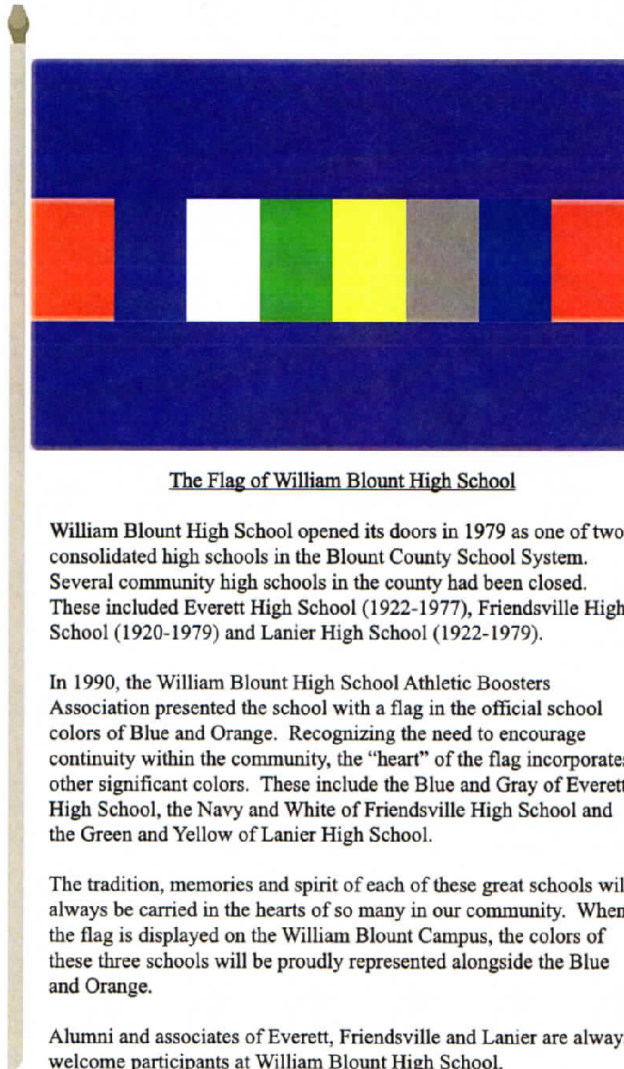 The Flag of William Blount High School
William Blount High School opened its doors in 1979 as one of two
consolidated high schools in the Blount County School System.
Several community high schools in the county had been closed.
These included Everett High School (1922-1977), Friendsville High
School (1920-1979) and Lanier High School (1922-1979).
In 1990, the William Blount High School Athletic Boosters
Association presented the school with a flag in the official school
colors of Blue and Orange. Recognizing the need to encourage
continuity within the community, the “heart” of the flag incorporates
other significant colors. These include the Blue and Gray of Everett
High School, the Navy and White of Friendsville High School and
the Green and Yellow of Lanier High School.
The tradition, memories and spirit of each of these great schools wil
always be carried in the hearts of so many in our community. When
the flag is displayed on the William Blount Campus, the colors of
these three schools will be proudly represented alongside the Blue
and Orange.
Alumni and associates of Everett, Friendsville and Lanier are always
welcome participants at William Blount High School.